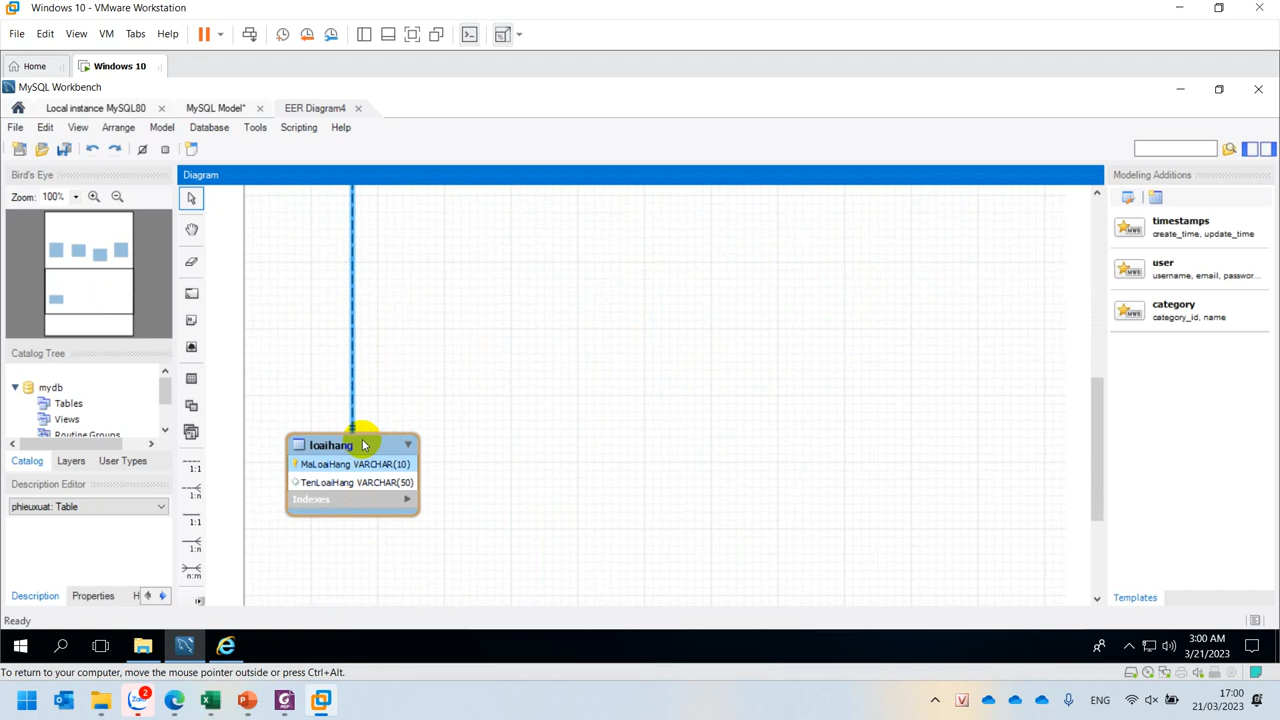 Windows 10 - VMware Workstation
File Edit View VM Tabs Help
Home Windows 10
MySQL Workbench
Local instance MySQL80 MySQL Model* EER Diagram4
File Edit View Arrange Model Database Tools Scripting Help
Bird's Eye Diagram Modeling Additions
Zoom: 100%
timestamps
create_time, update_time
user
username, email, passwor...
category
category_id, name
Catalog Tree
mydb
Tables
Views
Routine Groups
Catalog Layers User Types
Description Editor
phieuxuat: Table
1:1
1:n
1:1
1:n
n:m
loaihang
MaLoaiHang VARCHAR(10)
TenLoaiHang VARCHAR(50)
Indexes
Description Properties H
Templates
Ready
3:00 AM
3/21/2023
To return to your computer, move the mouse pointer outside or press Ctrl+Alt.
2
Zalo
ENG
17:00
21/03/2023